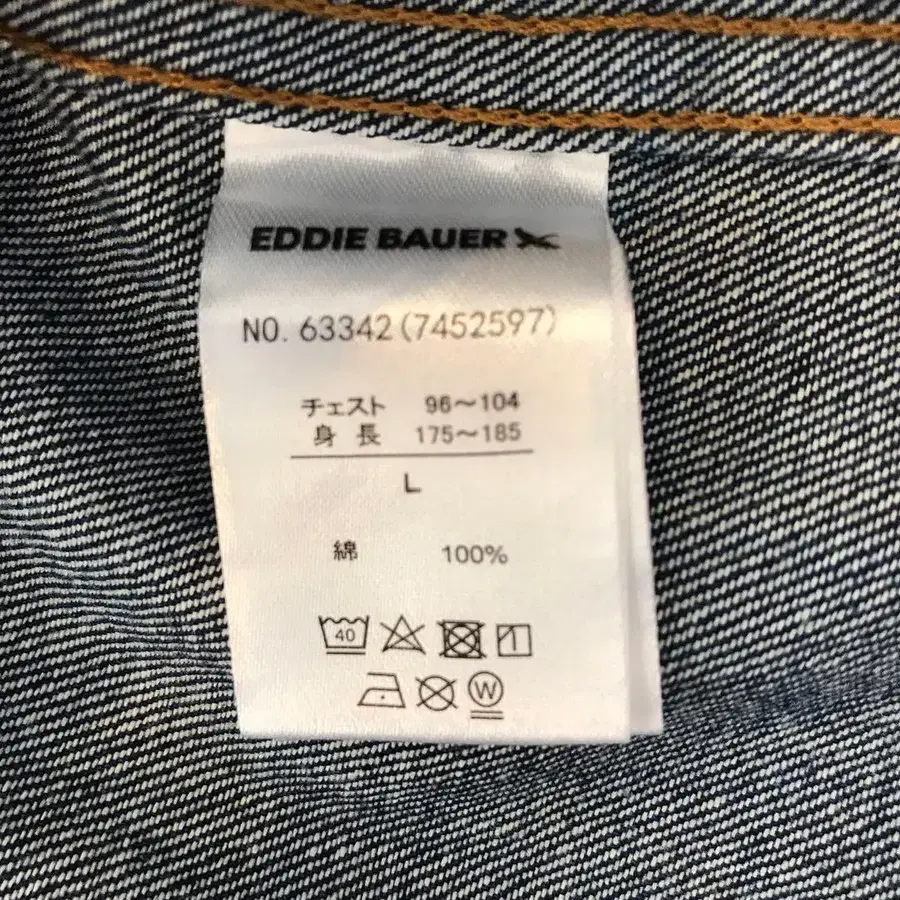 EDDIE BAUER
NO. 63342(7452597)
チェスト 96～104
身長 175～185
L
綿 100%
40
W